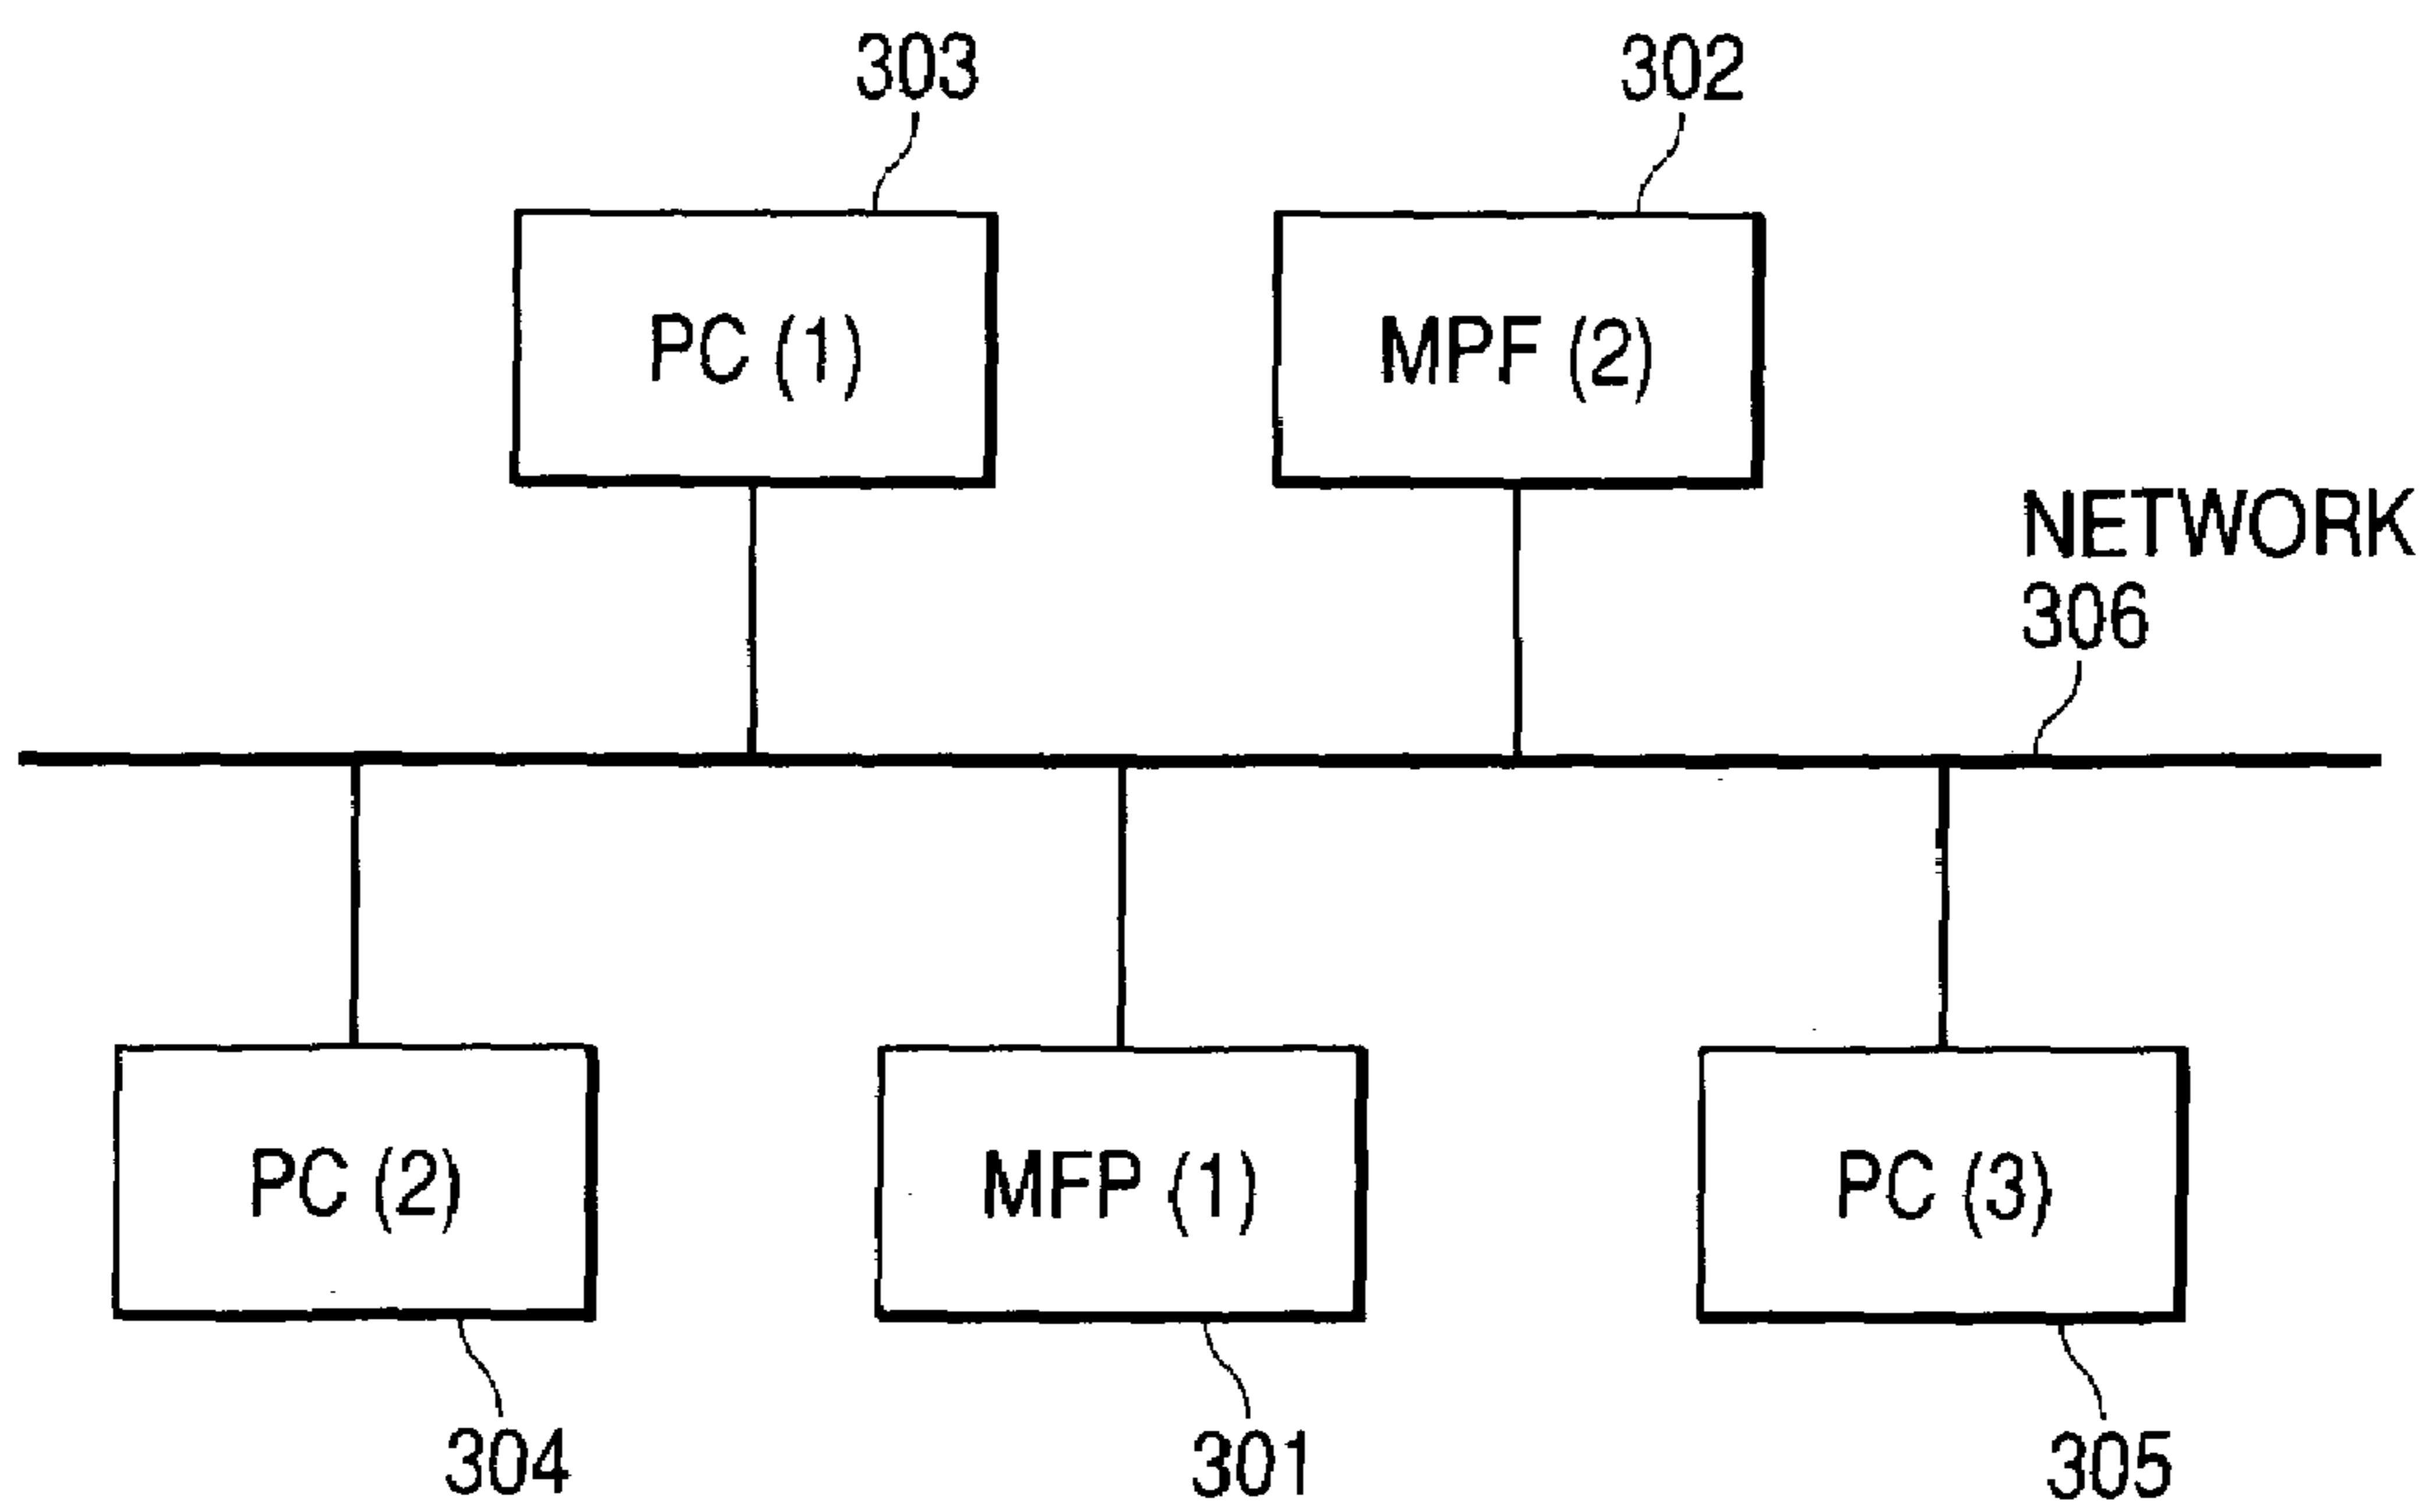 303
302
PC (1)
MPF (2)
NETWORK
306
PC (2)
MFP (1)
PC (3)
304
301
305